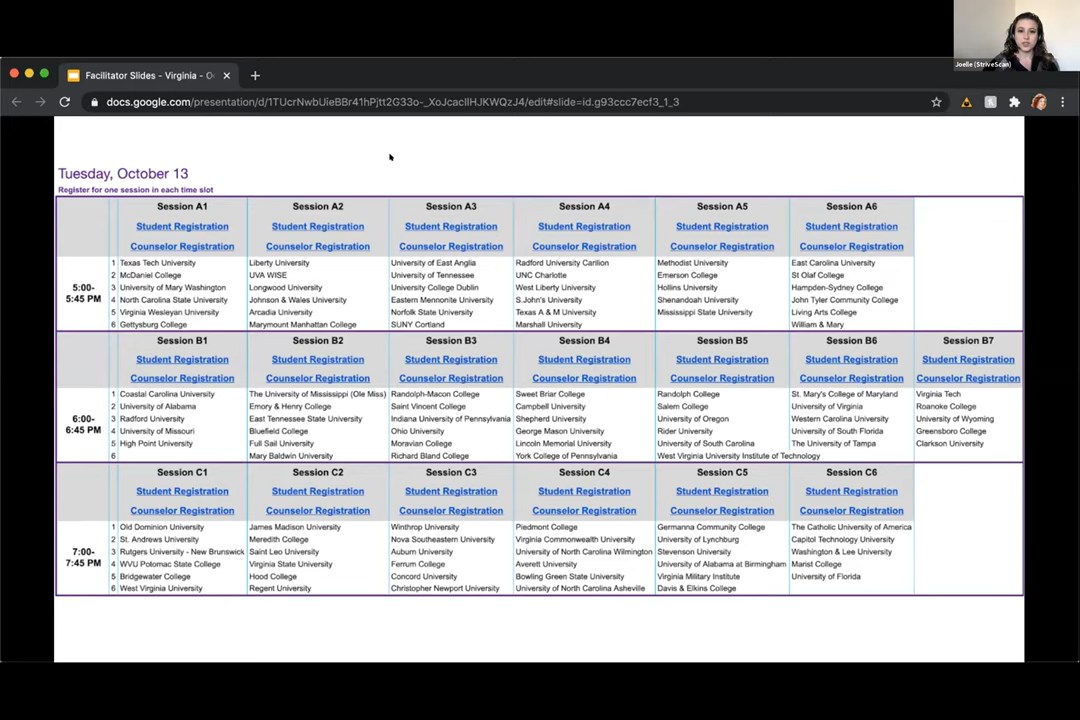 Joelle (StriveScan)
Facilitator Slides - Virginia - O
docs.google.com/presentation/d/1TUcrNwbUieBBr41hPjtt2G33o-_XoJcacIlHJKWQzJ4/edit#slide=id.g93ccc7ecf3_1_3
Tuesday, October 13
Register for one session in each time slot
Session A1 Session A2 Session A3 Session A4 Session A5 Session A6
Student Registration Student Registration Student Registration Student Registration Student Registration Student Registration
Counselor Registration Counselor Registration Counselor Registration Counselor Registration Counselor Registration Counselor Registration
5:00-
5:45 PM
1 Texas Tech University Liberty University University of East Anglia Radford University Carilion Methodist University East Carolina University
2 McDaniel College UVA WISE University of Tennessee UNC Charlotte Emerson College St Olaf College
3 University of Mary Washington Longwood University University College Dublin West Liberty University Hollins University Hampden-Sydney College
4 North Carolina State University Johnson & Wales University Eastern Mennonite University S.John's University Shenandoah University John Tyler Community College
5 Virginia Wesleyan University Arcadia University Norfolk State University Texas A & M University Mississippi State University Living Arts College
6 Gettysburg College Marymount Manhattan College SUNY Cortland Marshall University William & Mary
Session B1 Session B2 Session B3 Session B4 Session B5 Session B6 Session B7
Student Registration Student Registration Student Registration Student Registration Student Registration Student Registration Student Registration
Counselor Registration Counselor Registration Counselor Registration Counselor Registration Counselor Registration Counselor Registration Counselor Registration
6:00-
6:45 PM
1 Coastal Carolina University The University of Mississippi (Ole Miss) Randolph-Macon College Sweet Briar College Randolph College St. Mary's College of Maryland Virginia Tech
2 University of Alabama Emory & Henry College Saint Vincent College Campbell University Salem College University of Virginia Roanoke College
3 Radford University East Tennessee State University Indiana University of Pennsylvania Shepherd University University of Oregon Western Carolina University University of Wyoming
4 University of Missouri Bluefield College Ohio University George Mason University Rider University University of South Florida Greensboro College
5 High Point University Full Sail University Moravian College Lincoln Memorial University University of South Carolina The University of Tampa Clarkson University
6 Mary Baldwin University Richard Bland College York College of Pennsylvania West Virginia University Institute of Technology
Session C1 Session C2 Session C3 Session C4 Session C5 Session C6
Student Registration Student Registration Student Registration Student Registration Student Registration Student Registration
Counselor Registration Counselor Registration Counselor Registration Counselor Registration Counselor Registration Counselor Registration
7:00-
7:45 PM
1 Old Dominion University James Madison University Winthrop University Piedmont College Germanna Community College The Catholic University of America
2 St. Andrews University Meredith College Nova Southeastern University Virginia Commonwealth University University of Lynchburg Capitol Technology University
3 Rutgers University - New Brunswick Saint Leo University Auburn University University of North Carolina Wilmington Stevenson University Washington & Lee University
4 WVU Potomac State College Virginia State University Ferrum College Averett University University of Alabama at Birmingham Marist College
5 Bridgewater College Hood College Concord University Bowling Green State University Virginia Military Institute University of Florida
6 West Virginia University Regent University Christopher Newport University University of North Carolina Asheville Davis & Elkins College